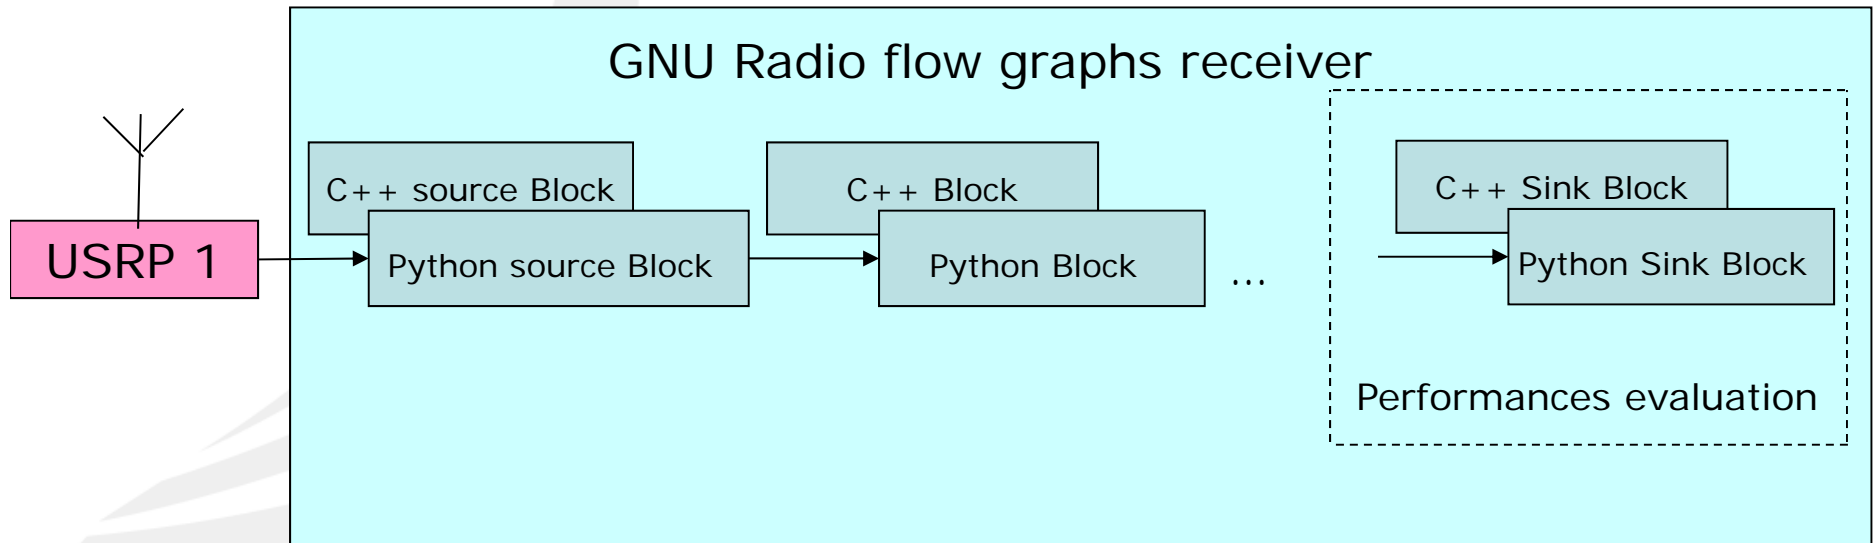 GNU Radio flow graphs receiver
C++ source Block
C++ Block
C++ Sink Block
USRP 1
Python source Block
Python Block
...
Python Sink Block
Performances evaluation